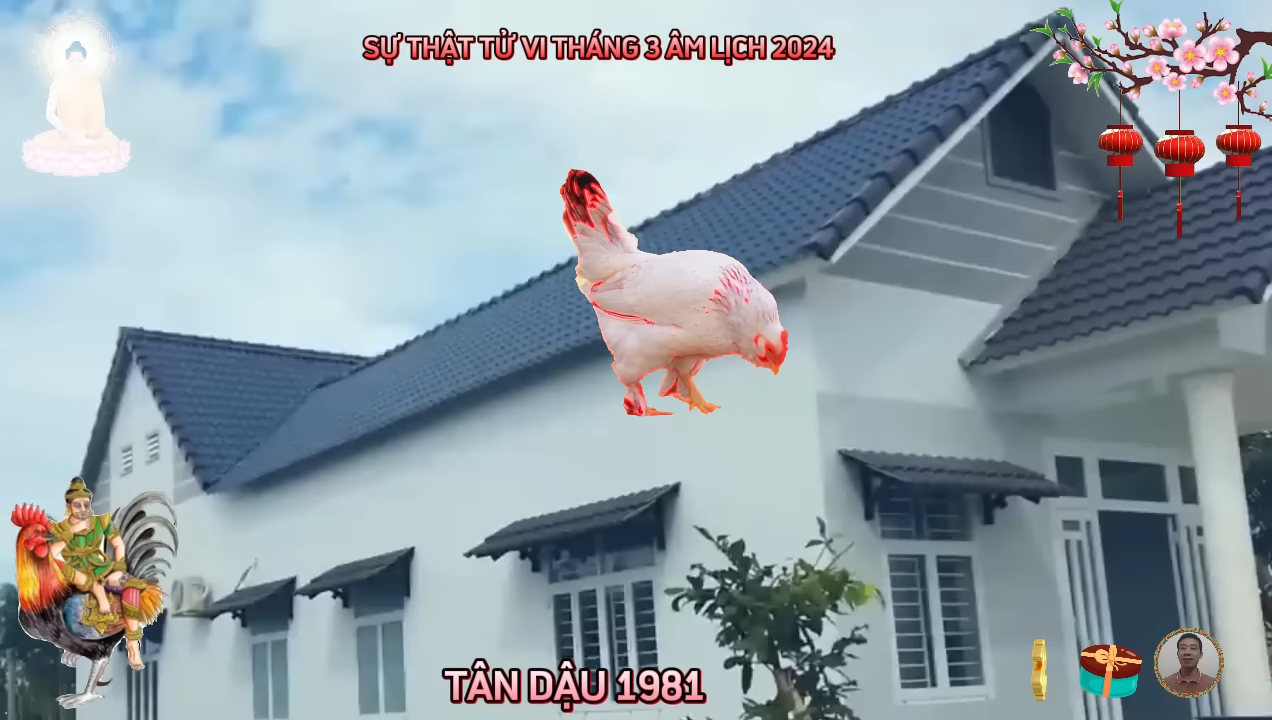 SỰ THẬT TỬ VI THÁNG 3 ÂM LỊCH 2024
TÂN DẬU 1981